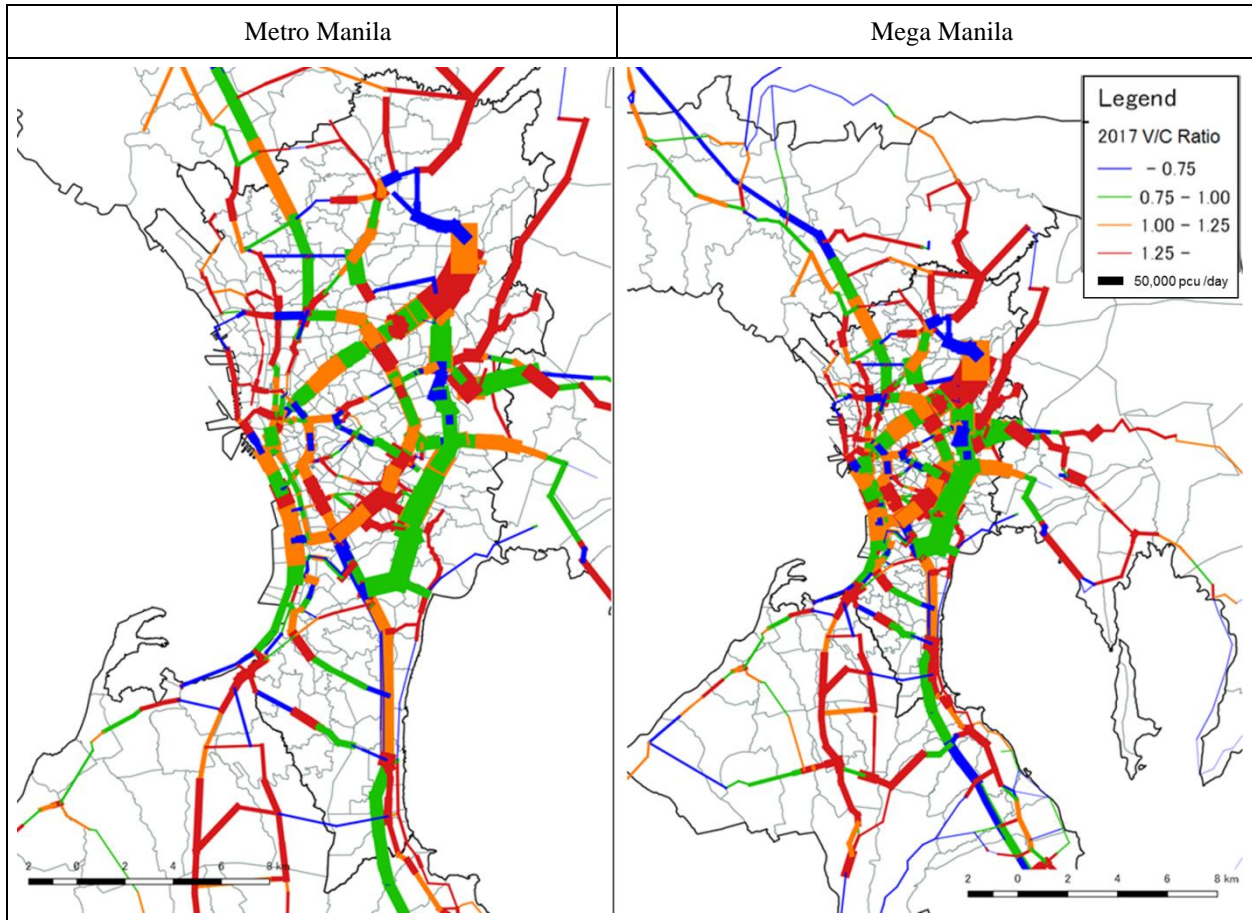 Metro Manila
Mega Manila
Legend
2017 V/C Ratio
– 0.75
0.75 – 1.00
1.00 – 1.25
1.25 –
50,000 pcu /day
2 0 2 4 6 8 km
2 0 2 4 6 8 km